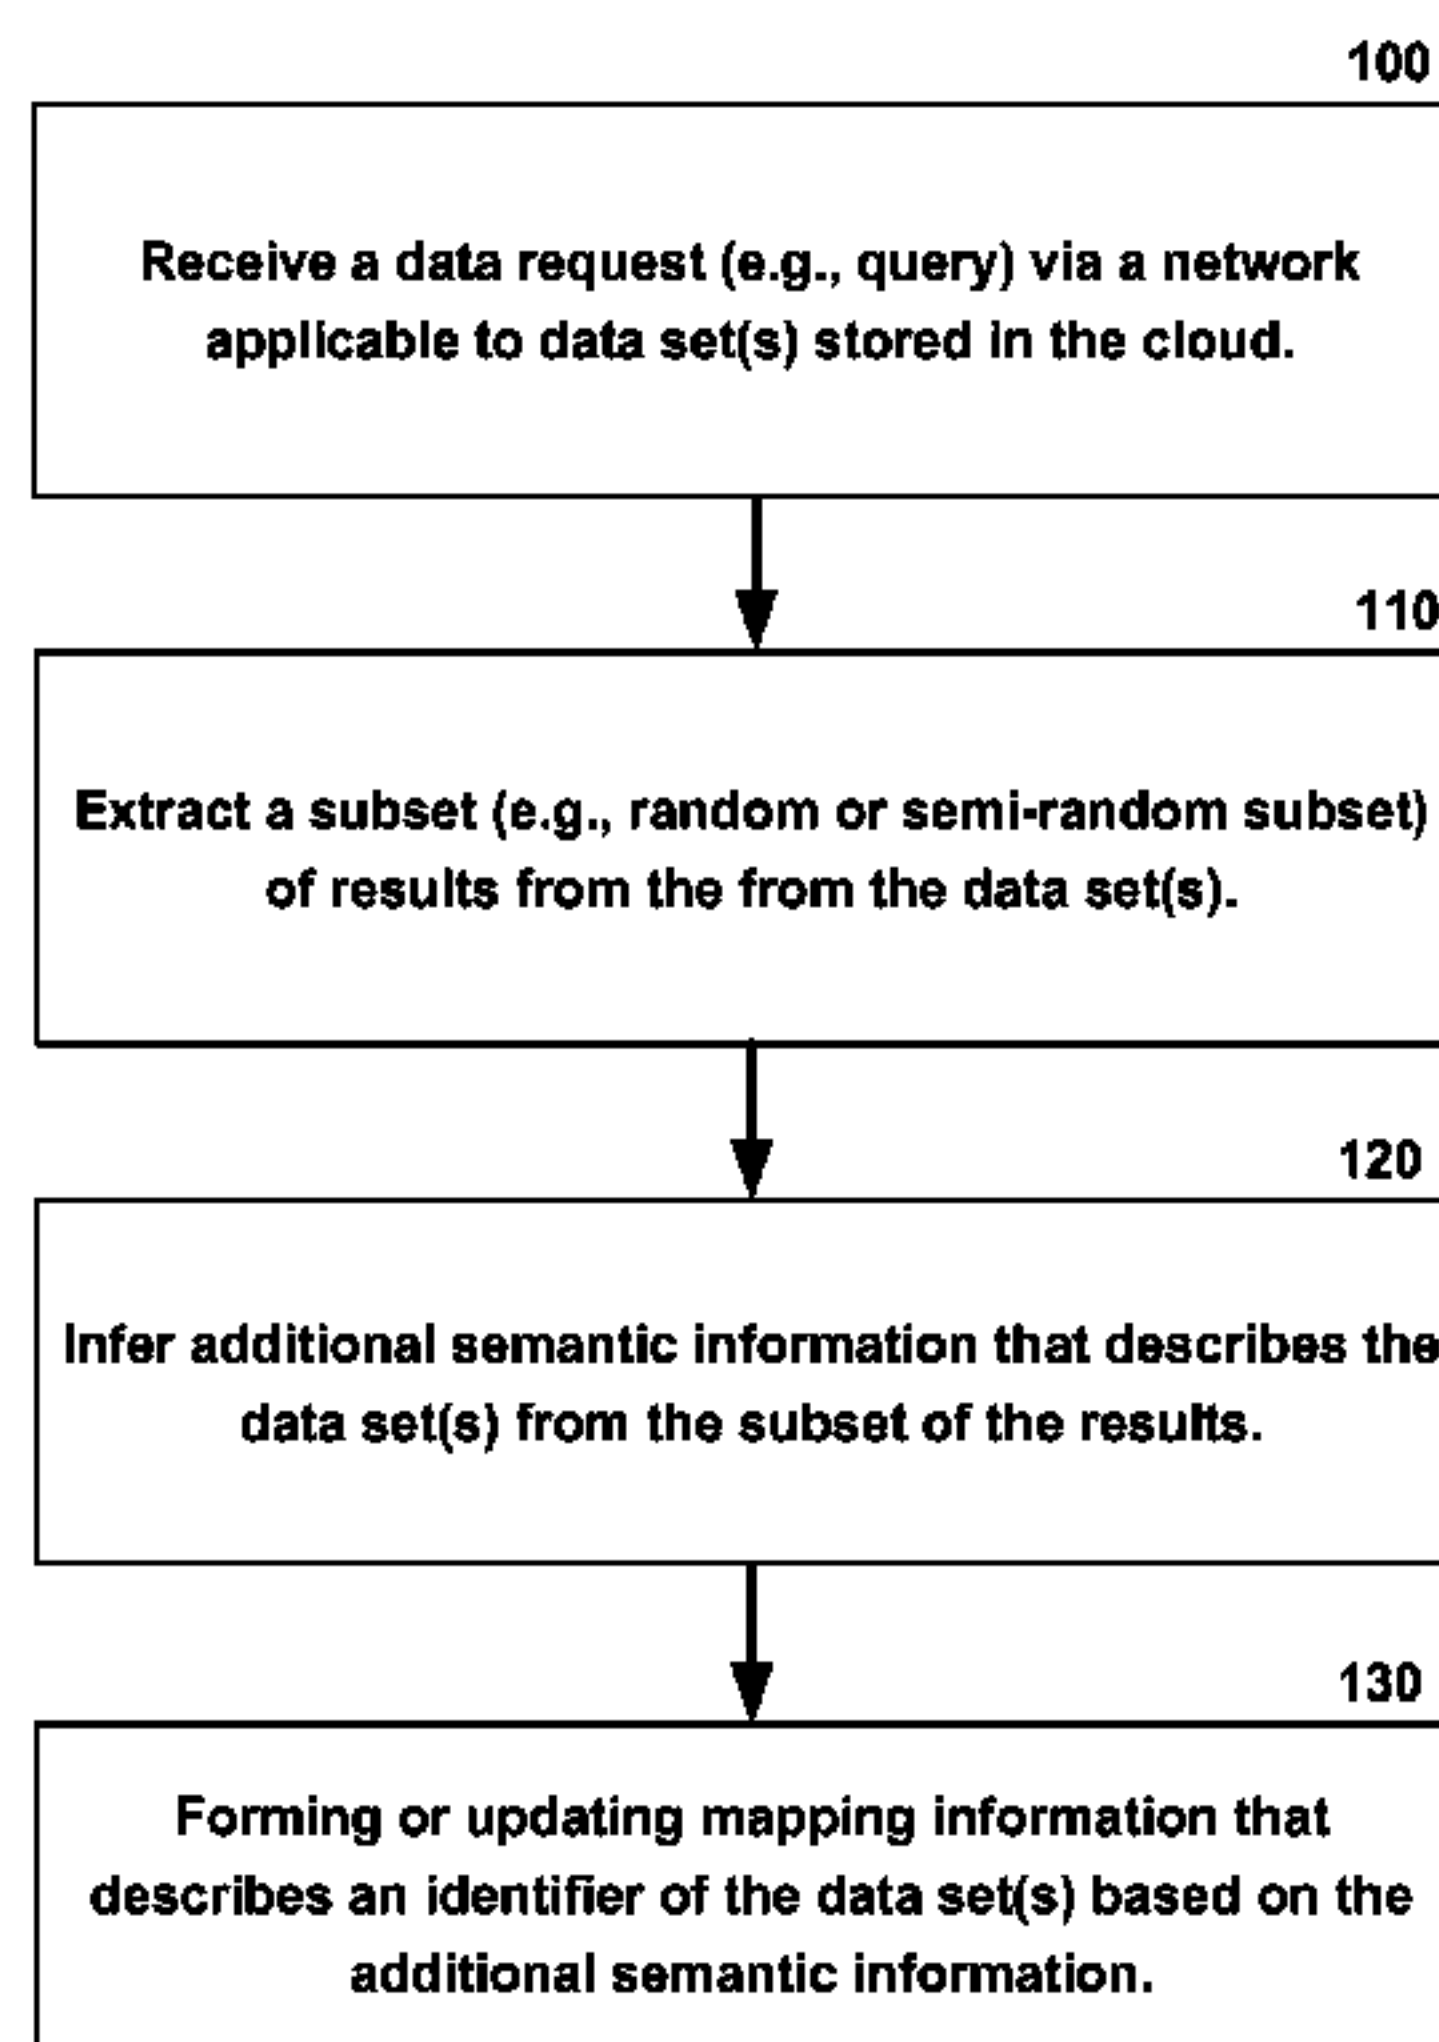 100
Receive a data request (e.g., query) via a network
applicable to data set(s) stored in the cloud.
110
Extract a subset (e.g., random or semi-random subset)
of results from the from the data set(s).
120
Infer additional semantic information that describes the
data set(s) from the subset of the results.
130
Forming or updating mapping information that
describes an identifier of the data set(s) based on the
additional semantic information.